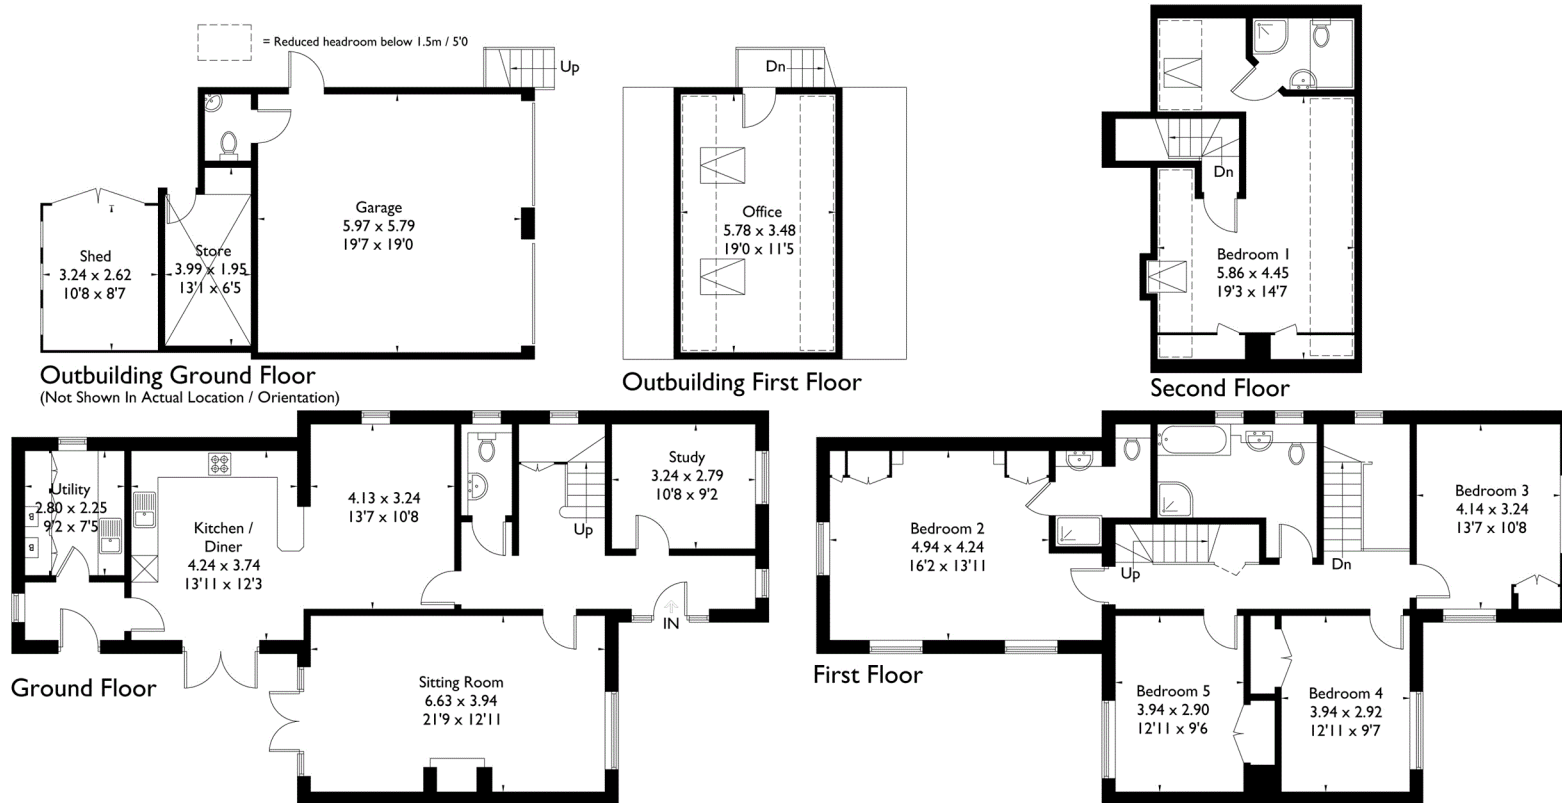 = Reduced headroom below 1.5m / 5'0
Up
Garage
5.97 x 5.79
19'7 x 19'0
Shed
3.24 x 2.62
10'8 x 8'7
Store
3.99 x 1.95
13'1 x 6'5
Outbuilding Ground Floor
(Not Shown In Actual Location / Orientation)
Dn
Office
5.78 x 3.48
19'0 x 11'5
Outbuilding First Floor
Dn
Bedroom 1
5.86 x 4.45
19'3 x 14'7
Second Floor
Utility
2.80 x 2.25
9'2 x 7'5
B
B
Kitchen /
Diner
4.24 x 3.74
13'11 x 12'3
4.13 x 3.24
13'7 x 10'8
Up
Study
3.24 x 2.79
10'8 x 9'2
IN
Sitting Room
6.63 x 3.94
21'9 x 12'11
Ground Floor
Bedroom 2
4.94 x 4.24
16'2 x 13'11
Up
Dn
Bedroom 3
4.14 x 3.24
13'7 x 10'8
Bedroom 5
3.94 x 2.90
12'11 x 9'6
Bedroom 4
3.94 x 2.92
12'11 x 9'7
First Floor